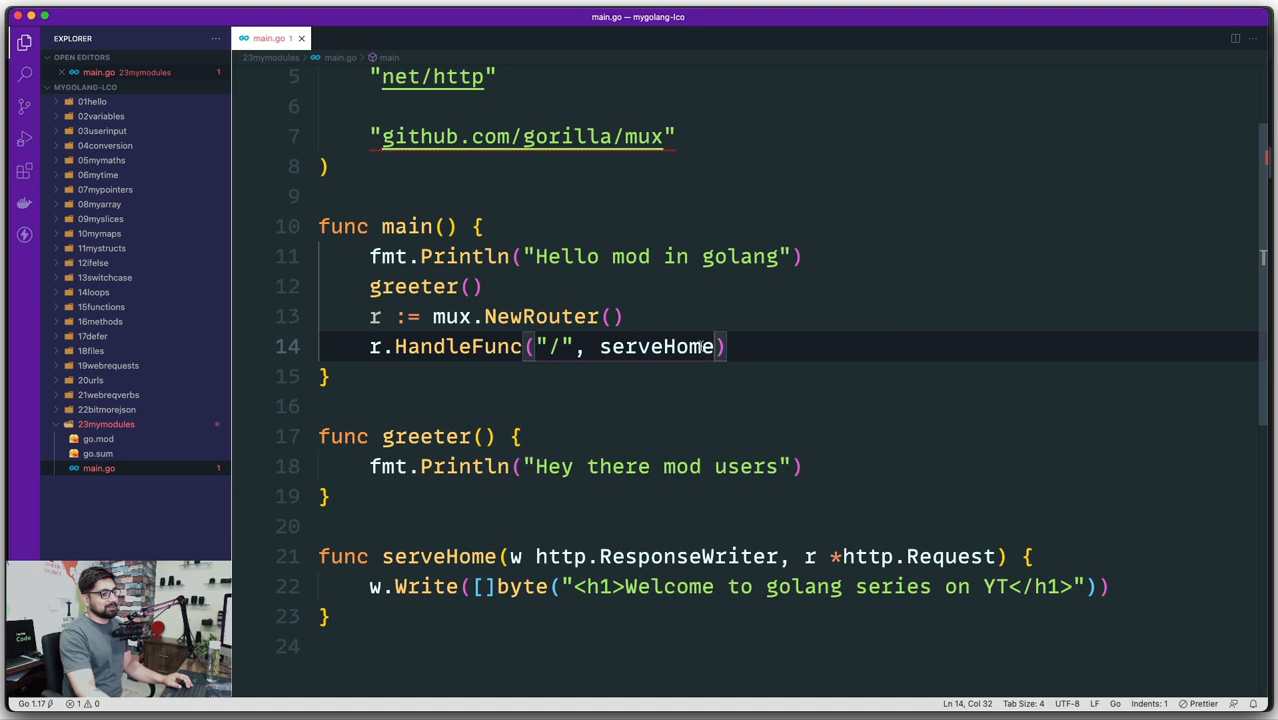 main.go — mygolang-lco
EXPLORER
OPEN EDITORS
main.go 23mymodules 1
MYGOLANG-LCO
01hello
02variables
03userinput
04conversion
05mymaths
06mytime
07mypointers
08myarray
09myslices
10mymaps
11mystructs
12ifelse
13switchcase
14loops
15functions
16methods
17defer
18files
19webrequests
20urls
21webreqverbs
22bitmorejson
23mymodules
go.mod
go.sum
main.go 1
main.go 1
23mymodules > main.go > main
5 "net/http"
6
7 "github.com/gorilla/mux"
8 )
9
10 func main() {
11 fmt.Println("Hello mod in golang")
12 greeter()
13 r := mux.NewRouter()
14 r.HandleFunc("/", serveHome)
15 }
16
17 func greeter() {
18 fmt.Println("Hey there mod users")
19 }
20
21 func serveHome(w http.ResponseWriter, r *http.Request) {
22 w.Write([]byte("<h1>Welcome to golang series on YT</h1>"))
23 }
24
Go 1.17 1 0 Ln 14, Col 32 Tab Size: 4 UTF-8 LF Go Indents: 1 Prettier